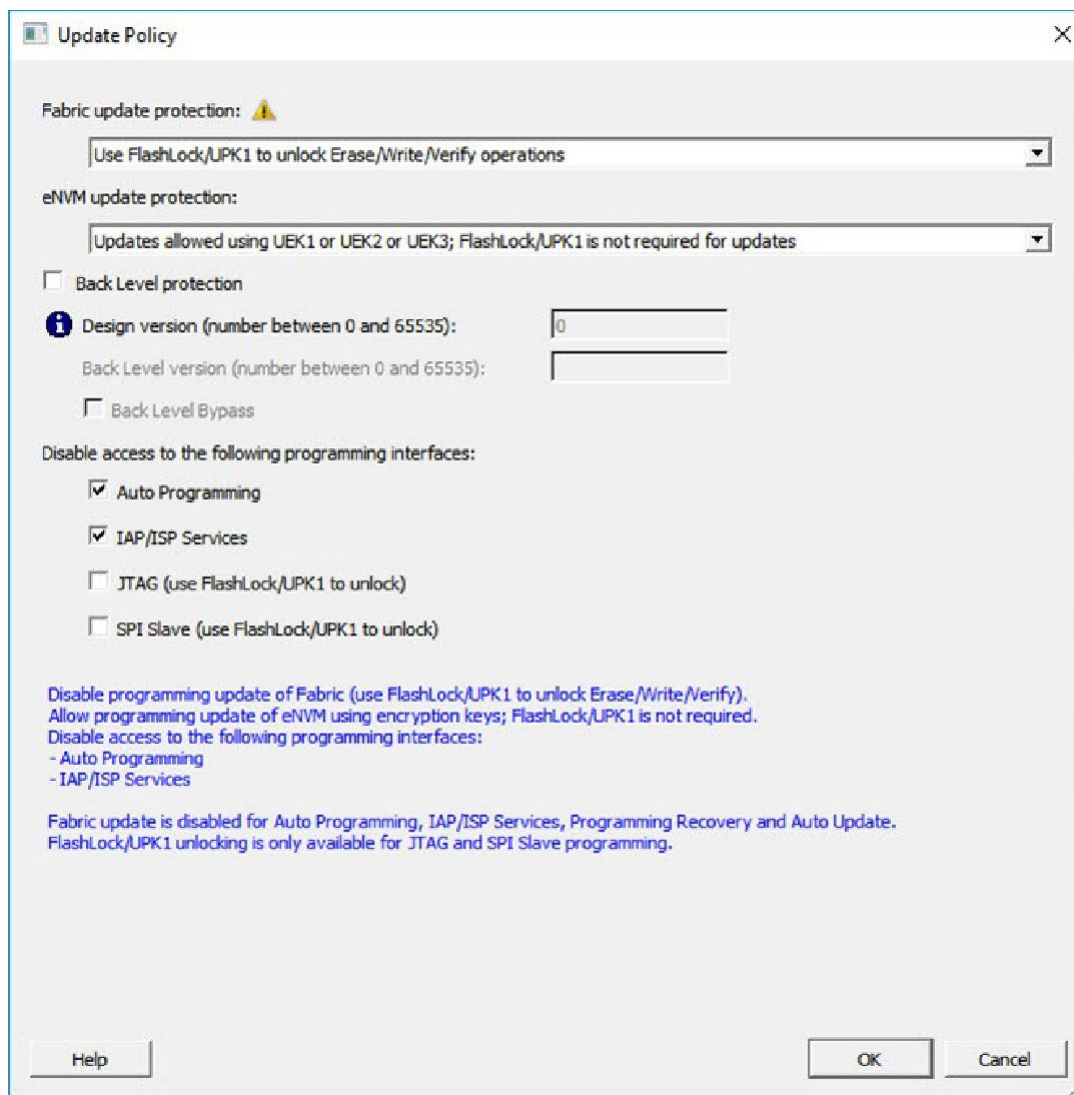 Update Policy
Fabric update protection:
Use FlashLock/UPK1 to unlock Erase/Write/Verify operations
eNVM update protection:
Updates allowed using UEK1 or UEK2 or UEK3; FlashLock/UPK1 is not required for updates
Back Level protection
Design version (number between 0 and 65535): 0
Back Level version (number between 0 and 65535):
Back Level Bypass
Disable access to the following programming interfaces:
Auto Programming
IAP/ISP Services
JTAG (use FlashLock/UPK1 to unlock)
SPI Slave (use FlashLock/UPK1 to unlock)
Disable programming update of Fabric (use FlashLock/UPK1 to unlock Erase/Write/Verify).
Allow programming update of eNVM using encryption keys; FlashLock/UPK1 is not required.
Disable access to the following programming interfaces:
- Auto Programming
- IAP/ISP Services
Fabric update is disabled for Auto Programming, IAP/ISP Services, Programming Recovery and Auto Update.
FlashLock/UPK1 unlocking is only available for JTAG and SPI Slave programming.
Help OK Cancel